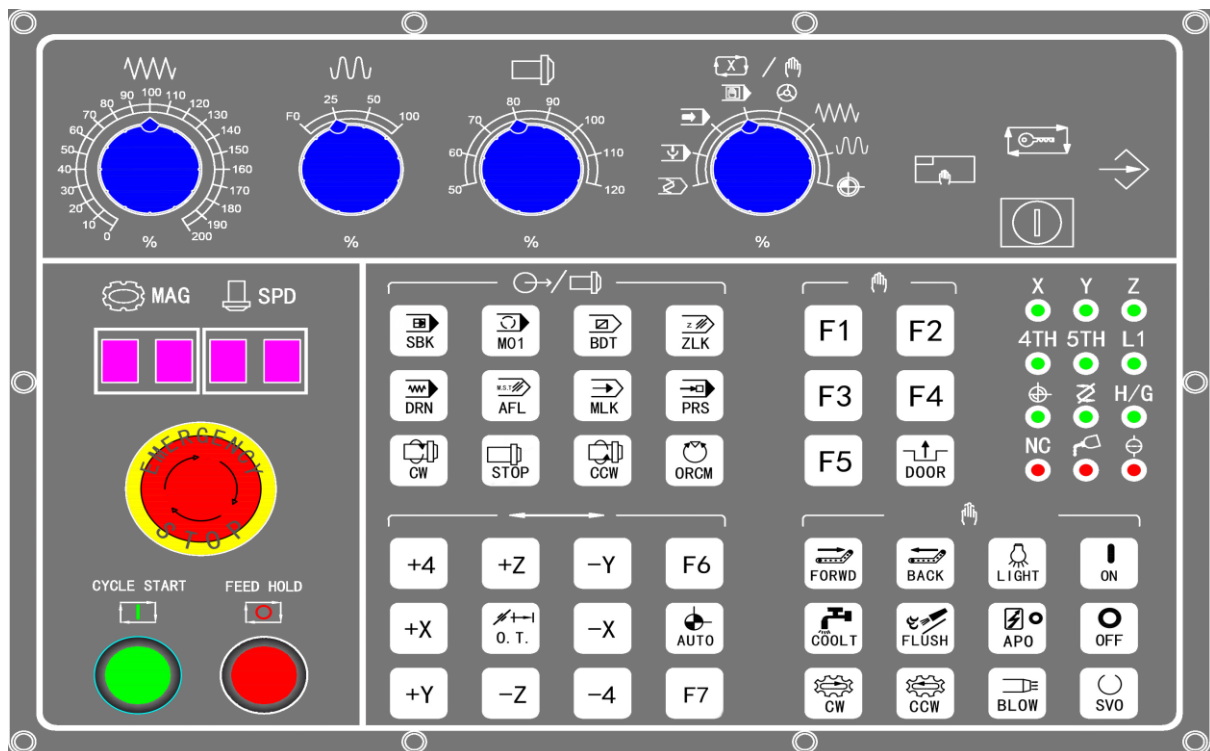 90 100 110
80 120
70 130
60 140
50 150
40 160
30 170
20 180
10 190
0 200
%
25 50
F0 100
%
80 90
70 100
60 110
50 120
%
X /
%
MAG SPD
EMERGENCY
STOP
CYCLE START FEED HOLD
/
SBK M01 BDT Z ZLK
DRN M.S.T AFL MLK PRS
CW STOP CCW ORCM
F1 F2
F3 F4
F5 DOOR
X Y Z
4TH 5TH L1
H/G
NC
+4 +Z -Y F6
+X O.T. -X AUTO
+Y -Z -4 F7
FORWD BACK LIGHT ON
COOLT FLUSH APO OFF
CW CCW BLOW SVO